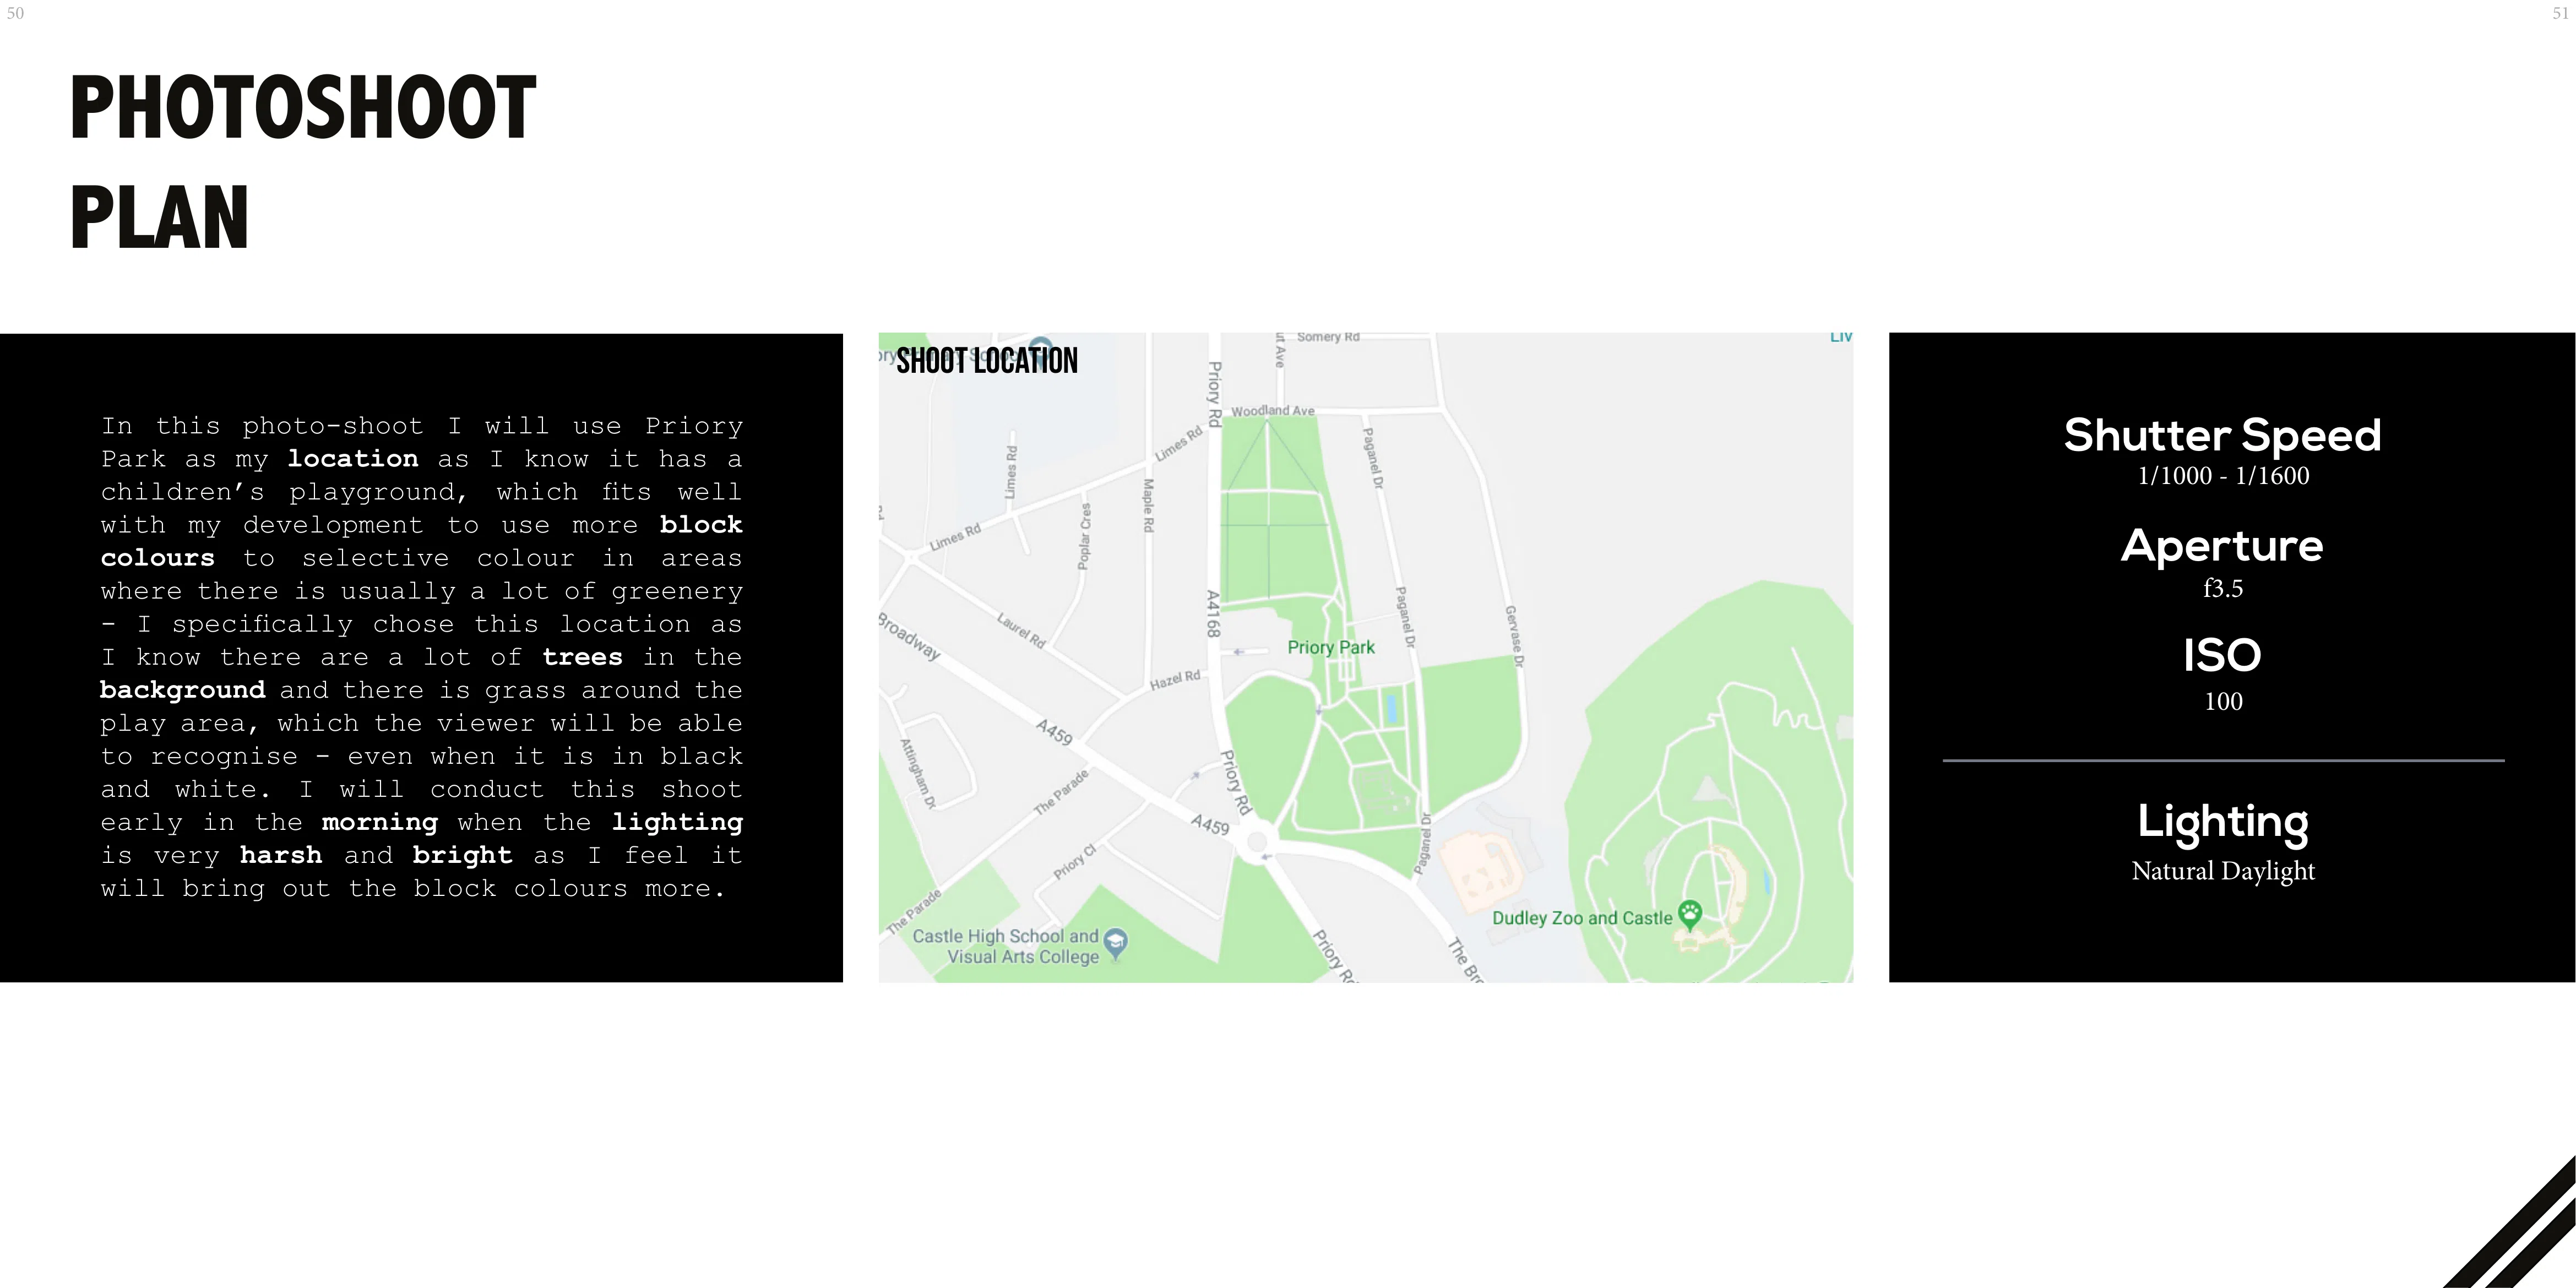 50
51
PHOTOSHOOT
PLAN
In this photo-shoot I will use Priory
Park as my location as I know it has a
children's playground, which fits well
with my development to use more block
colours to selective colour in areas
where there is usually a lot of greenery
- I specifically chose this location as
I know there are a lot of trees in the
background and there is grass around the
play area, which the viewer will be able
to recognise - even when it is in black
and white. I will conduct this shoot
early in the morning when the lighting
is very harsh and bright as I feel it
will bring out the block colours more.
SHOOT LOCATION
Somery Rd
LIV
Priory Rd
Woodland Ave
Limes Rd
Limes Rd
Limes Rd
Maple Rd
Poplar Cres
Paganel Dr
A4168
Paganel Dr
Gervase Dr
Laurel Rd
Broadway
Priory Park
Hazel Rd
A459
Attingham Dr
The Parade
Priory Rd
A459
Paganel Dr
Priory Cl
The Parade
Dudley Zoo and Castle
Castle High School and
Visual Arts College
Priory Rd
The Bro
Shutter Speed
1/1000 - 1/1600
Aperture
f3.5
ISO
100
Lighting
Natural Daylight